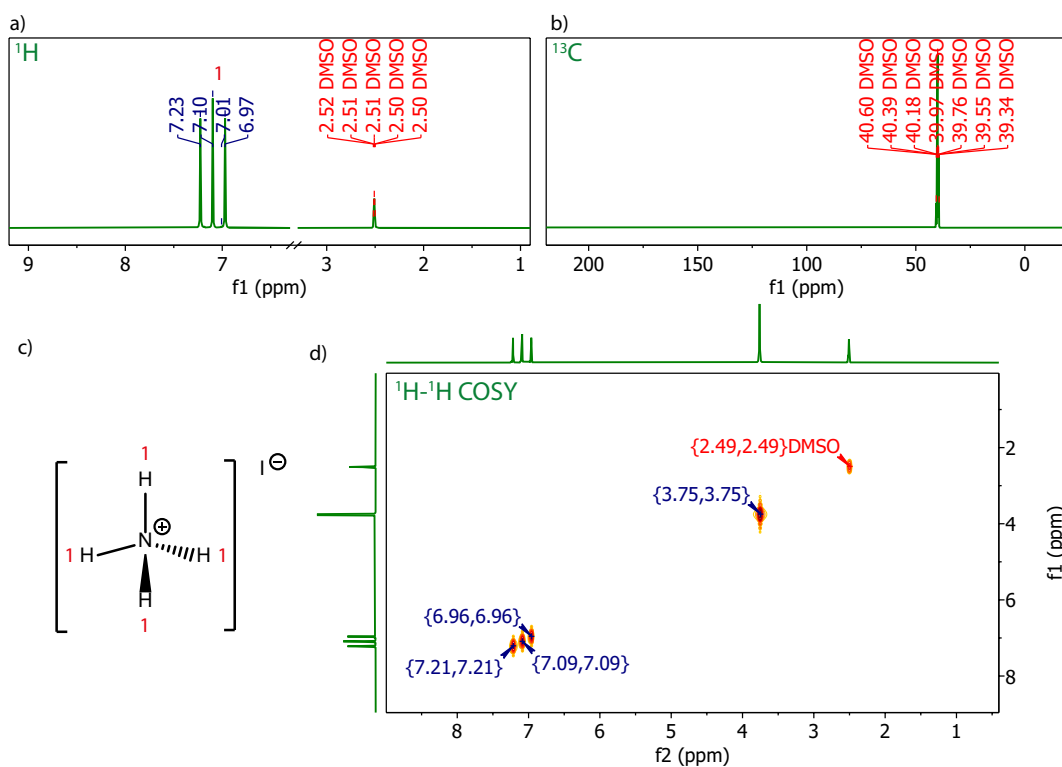 a)
¹H
1
7.23
7.10
7.01
6.97
2.52 DMSO
2.51 DMSO
2.51 DMSO
2.50 DMSO
2.50 DMSO
9 8 7 3 2 1
f1 (ppm)
b)
¹³C
40.60 DMSO
40.39 DMSO
40.18 DMSO
39.97 DMSO
39.76 DMSO
39.55 DMSO
39.34 DMSO
200 150 100 50 0
f1 (ppm)
c)
1
H
1 H N ⊕ H 1
H
1
I ⊖
d)
¹H-¹H COSY
{2.49,2.49}DMSO
{3.75,3.75}
{6.96,6.96}
{7.21,7.21} {7.09,7.09}
2
4
6
8
f1 (ppm)
8 7 6 5 4 3 2 1
f2 (ppm)